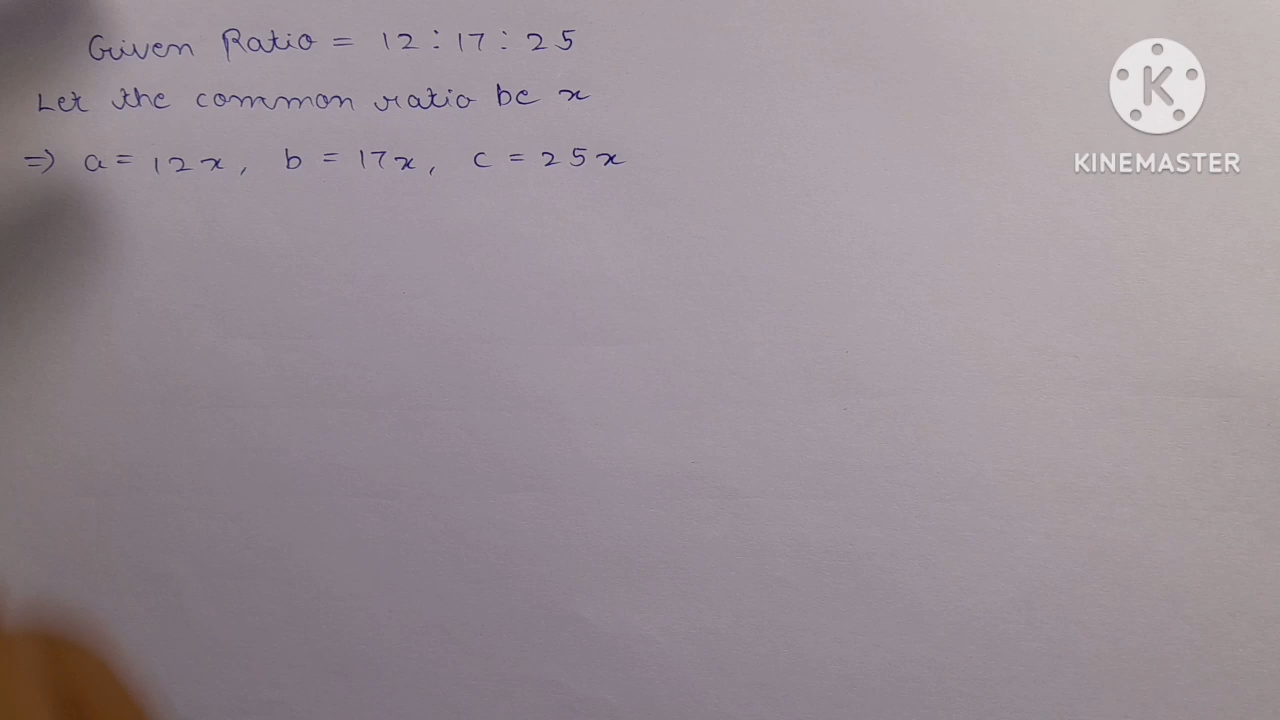 Given Ratio = 12 : 17 : 25
Let the common ratio be x
⇒ a = 12x, b = 17x, c = 25x
K
KINEMASTER